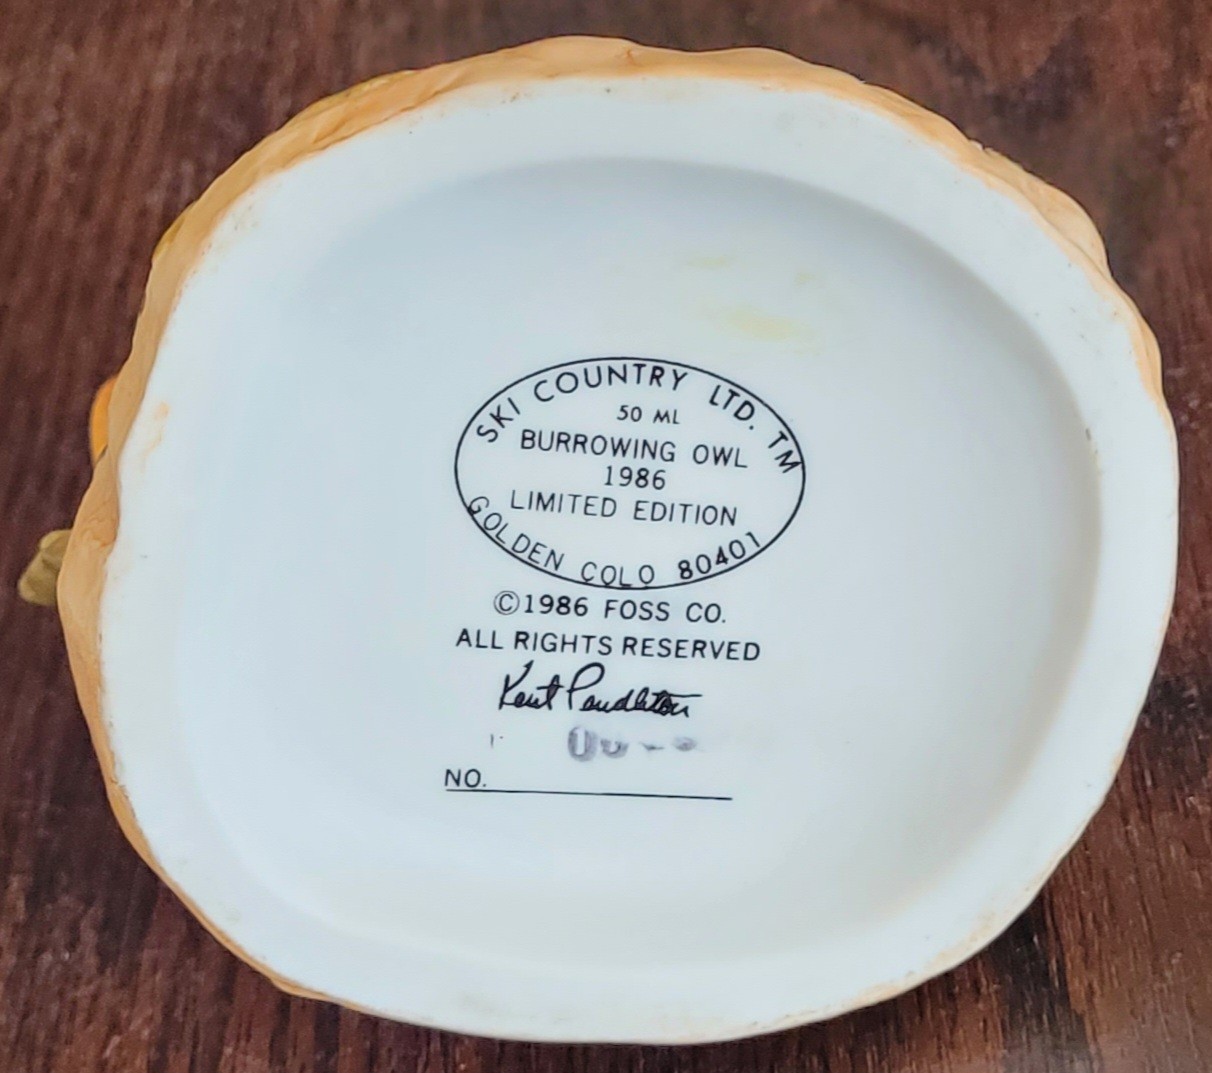 SKI COUNTRY LTD. TM
50 ML
BURROWING OWL
1986
LIMITED EDITION
GOLDEN COLO 80401
©1986 FOSS CO.
ALL RIGHTS RESERVED
Kent Pendleton
NO.